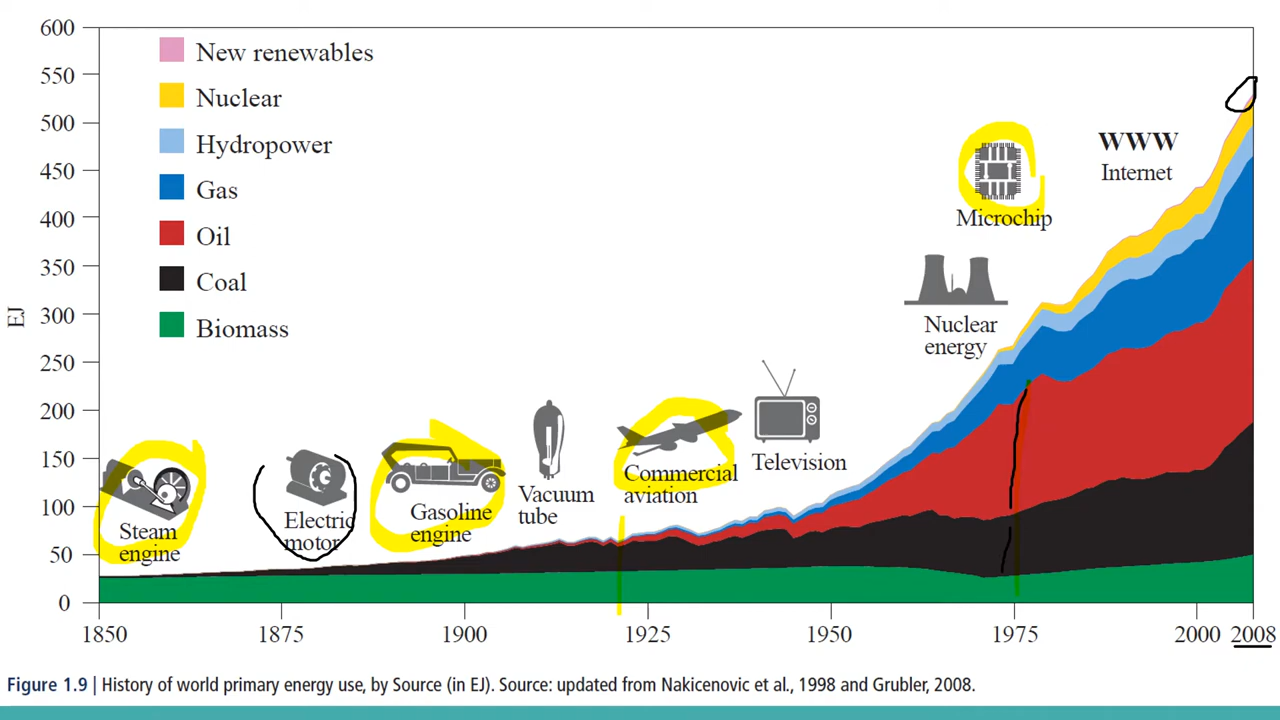 600
550
500
450
400
350
300
250
200
150
100
50
0
EJ
New renewables
Nuclear
Hydropower
Gas
Oil
Coal
Biomass
Steam
engine
Electric
motor
Gasoline
engine
Vacuum
tube
Commercial
aviation
Television
Nuclear
energy
Microchip
WWW
Internet
1850 1875 1900 1925 1950 1975 2000 2008
Figure 1.9 | History of world primary energy use, by Source (in EJ). Source: updated from Nakicenovic et al., 1998 and Grubler, 2008.